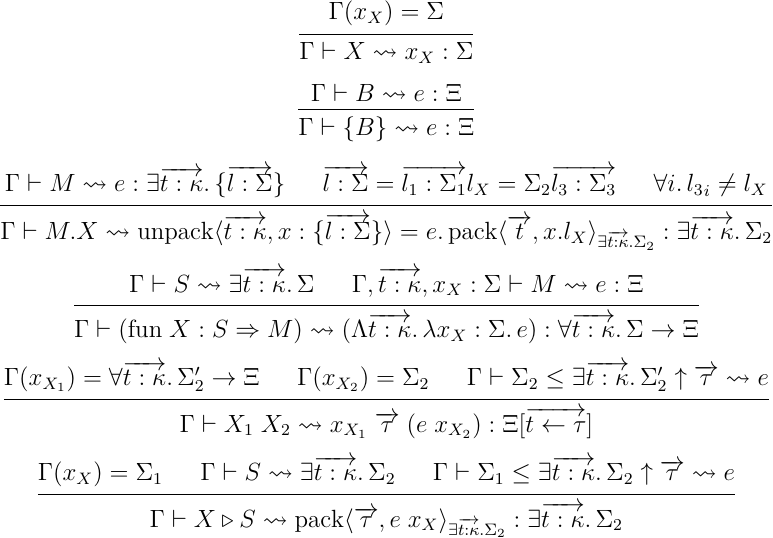 Γ(x_X) = Σ
Γ ⊢ X ⇝ x_X : Σ
Γ ⊢ B ⇝ e : Ξ
Γ ⊢ {B} ⇝ e : Ξ
Γ ⊢ M ⇝ e : ∃\overrightarrow{t : κ}. {\overrightarrow{l : Σ}} \overrightarrow{l : Σ} = \overrightarrow{l_1 : Σ_1} l_X = Σ_2 \overrightarrow{l_3 : Σ_3} ∀i. l_{3i} ≠ l_X
Γ ⊢ M.X ⇝ unpack⟨\overrightarrow{t : κ}, x : {\overrightarrow{l : Σ}}⟩ = e. pack⟨\overrightarrow{t}, x.l_X⟩_{∃\overrightarrow{t:κ}.Σ_2} : ∃\overrightarrow{t : κ}. Σ_2
Γ ⊢ S ⇝ ∃\overrightarrow{t : κ}. Σ Γ, \overrightarrow{t : κ}, x_X : Σ ⊢ M ⇝ e : Ξ
Γ ⊢ (fun X : S ⇒ M) ⇝ (Λ\overrightarrow{t : κ}. λx_X : Σ. e) : ∀\overrightarrow{t : κ}. Σ → Ξ
Γ(x_{X_1}) = ∀\overrightarrow{t : κ}. Σ′_2 → Ξ Γ(x_{X_2}) = Σ_2 Γ ⊢ Σ_2 ≤ ∃\overrightarrow{t : κ}. Σ′_2 ↑ \overrightarrow{τ} ⇝ e
Γ ⊢ X_1 X_2 ⇝ x_{X_1} \overrightarrow{τ} (e x_{X_2}) : Ξ[\overrightarrow{t ← τ}]
Γ(x_X) = Σ_1 Γ ⊢ S ⇝ ∃\overrightarrow{t : κ}. Σ_2 Γ ⊢ Σ_1 ≤ ∃\overrightarrow{t : κ}. Σ_2 ↑ \overrightarrow{τ} ⇝ e
Γ ⊢ X ▷ S ⇝ pack⟨\overrightarrow{τ}, e x_X⟩_{∃\overrightarrow{t:κ}.Σ_2} : ∃\overrightarrow{t : κ}. Σ_2